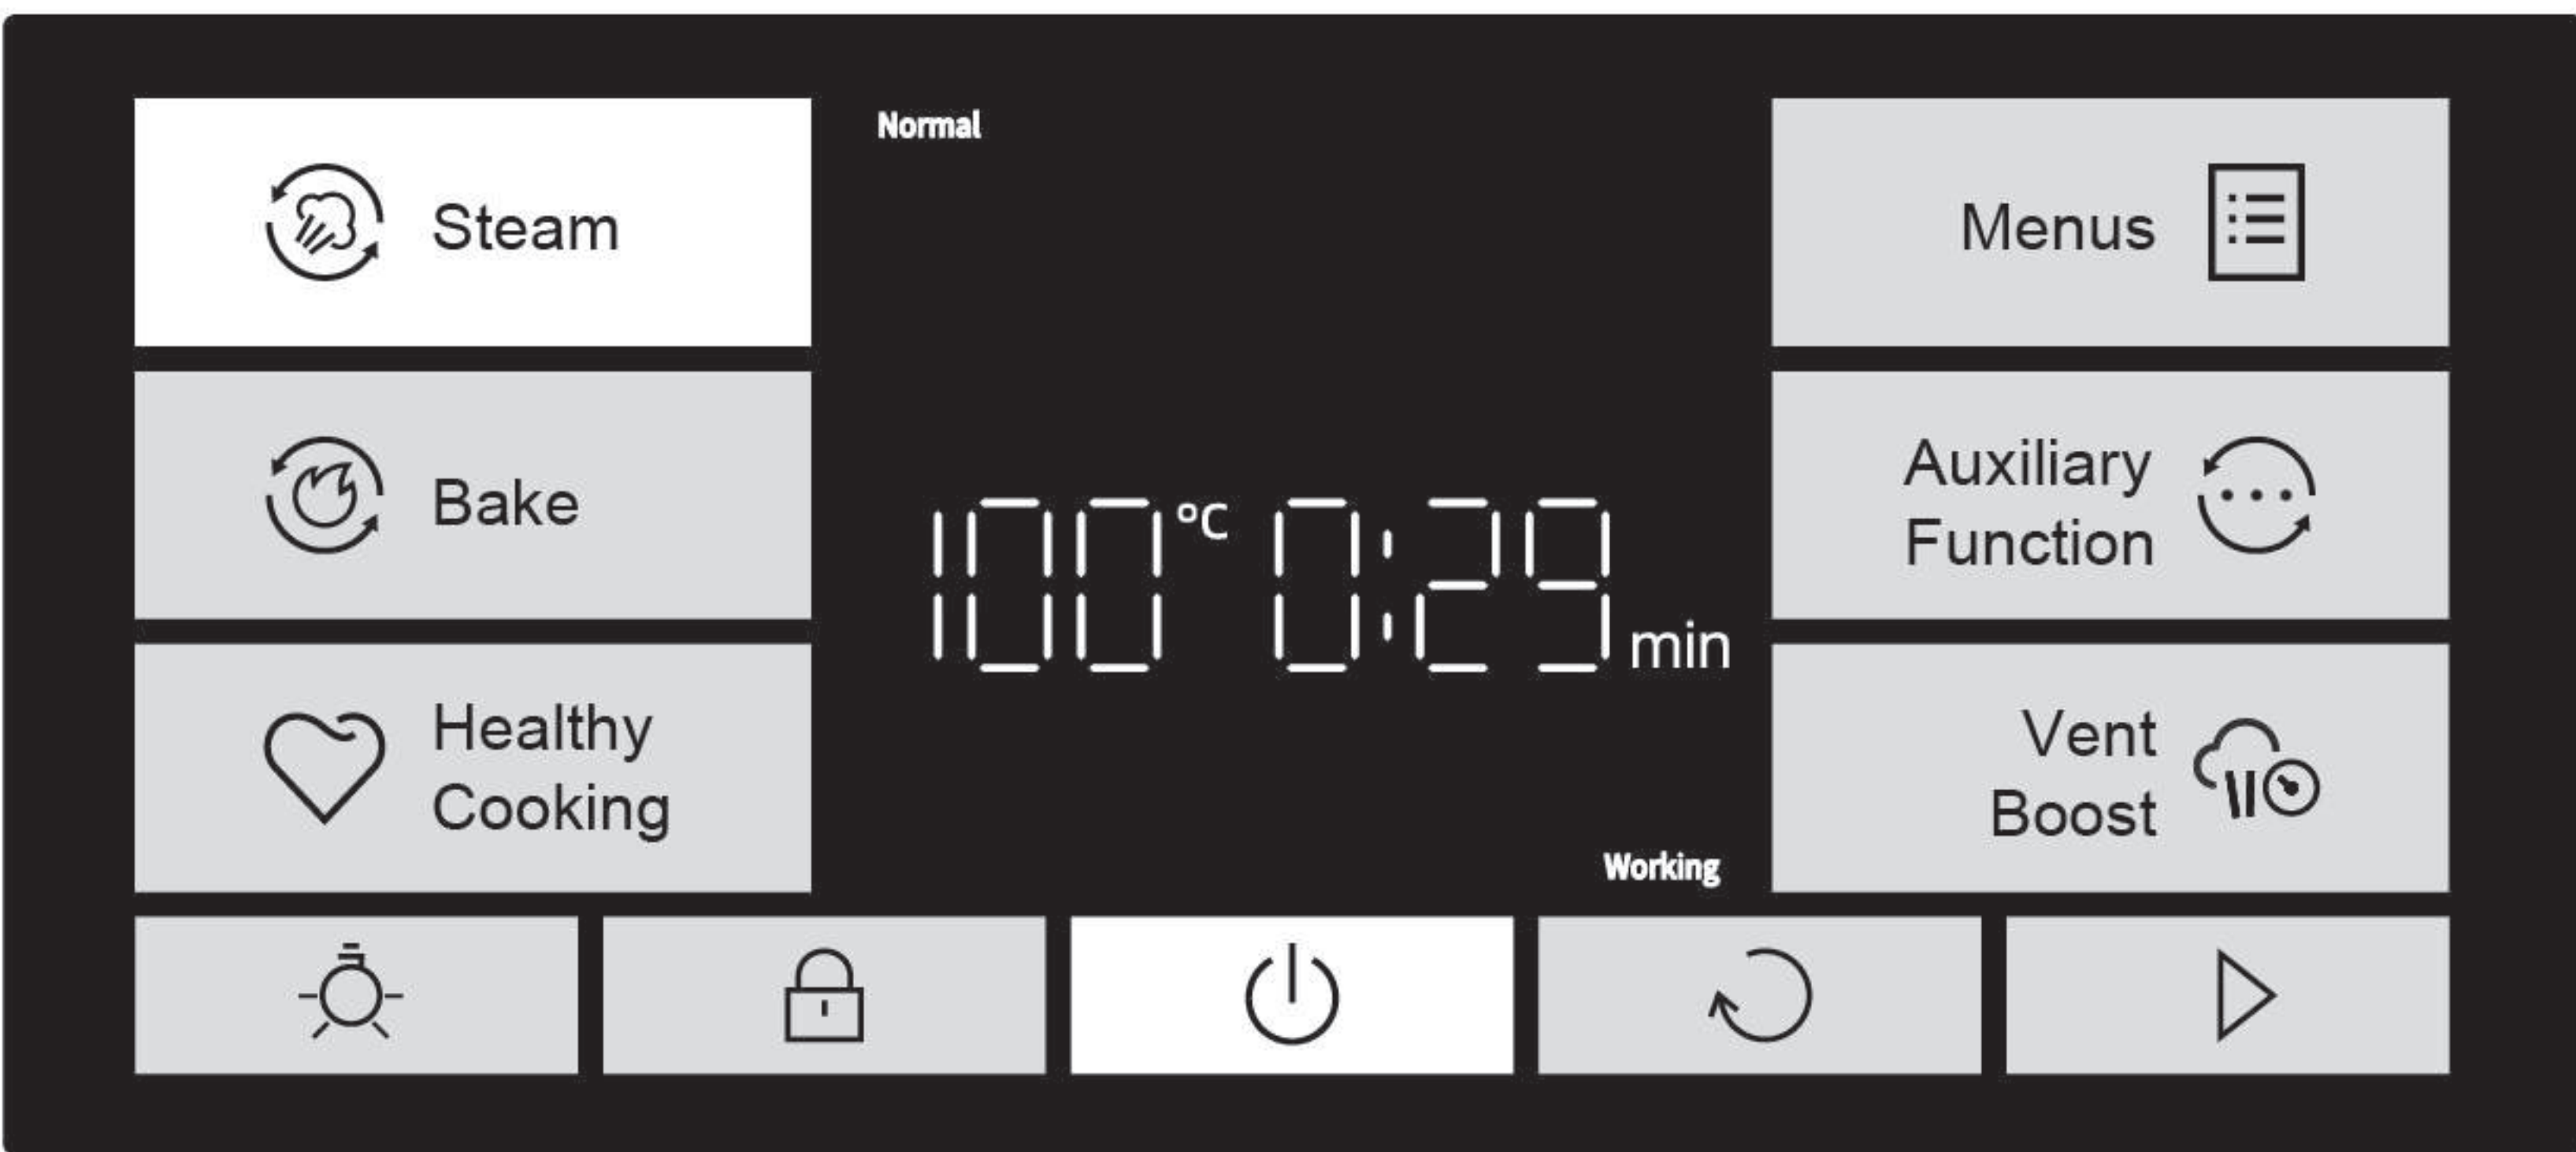 Normal
Steam
Menus
Bake
Auxiliary
Function
100 °C 0:29 min
Healthy
Cooking
Vent
Boost
Working